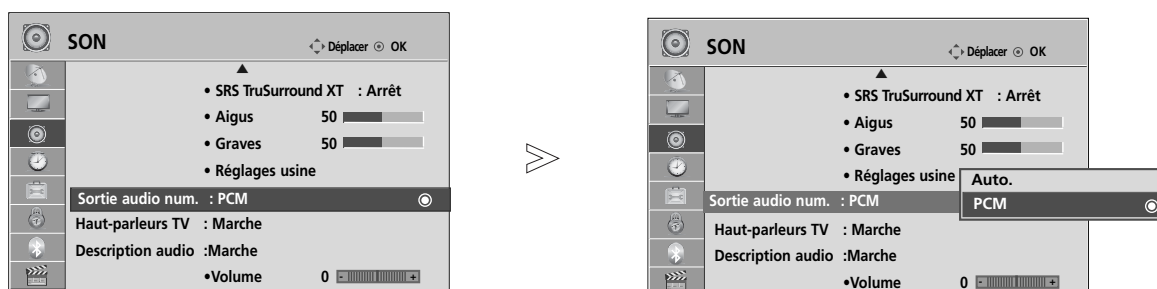 SON Déplacer OK
• SRS TruSurround XT : Arrêt
• Aigus 50
• Graves 50
• Réglages usine
Sortie audio num. : PCM
Haut-parleurs TV : Marche
Description audio :Marche
•Volume 0 - +
SON Déplacer OK
• SRS TruSurround XT : Arrêt
• Aigus 50
• Graves 50
• Réglages usine
Auto.
Sortie audio num. : PCM
PCM
Haut-parleurs TV : Marche
Description audio :Marche
•Volume 0 - +